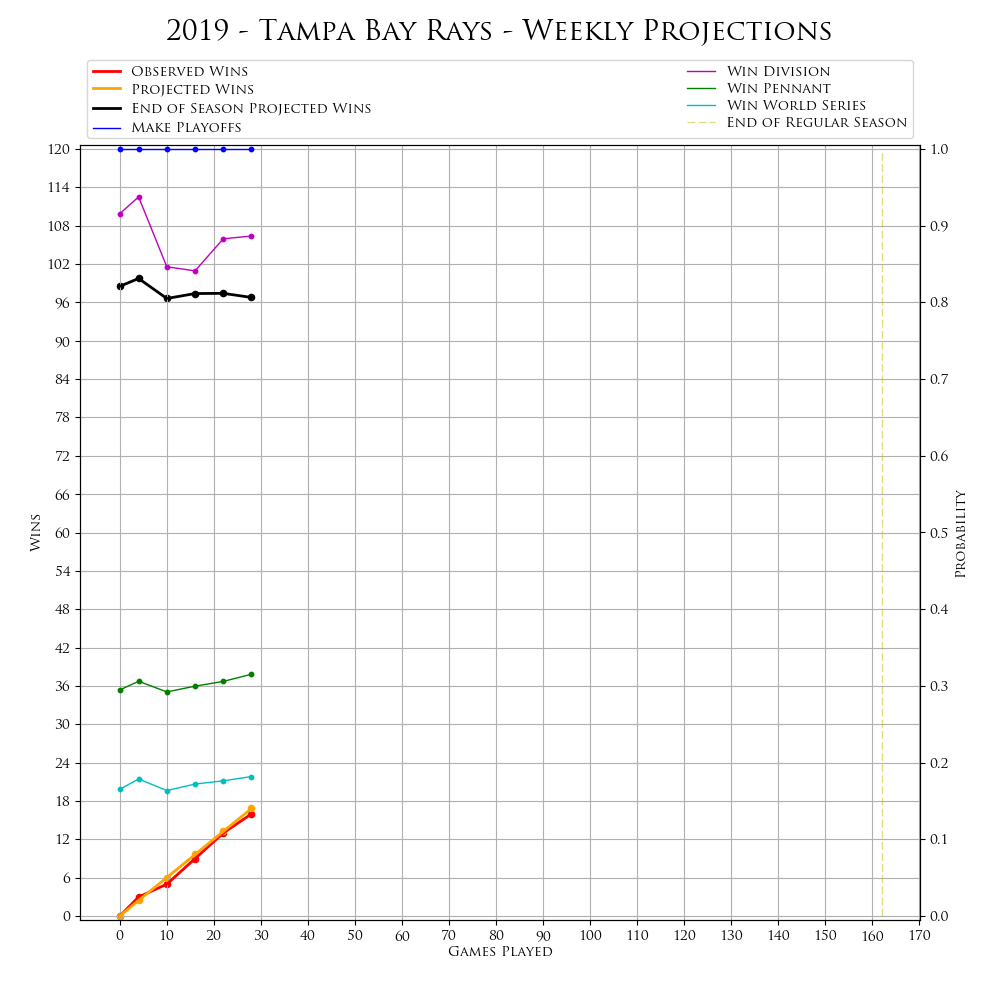 2019 - Tampa Bay Rays - Weekly Projections
Observed Wins
Projected Wins
End of Season Projected Wins
Make Playoffs
Win Division
Win Pennant
Win World Series
End of Regular Season
120
114
108
102
96
90
84
78
72
66
60
54
48
42
36
30
24
18
12
6
0
Wins
1.0
0.9
0.8
0.7
0.6
0.5
0.4
0.3
0.2
0.1
0.0
Probability
0 10 20 30 40 50 60 70 80 90 100 110 120 130 140 150 160 170
Games Played